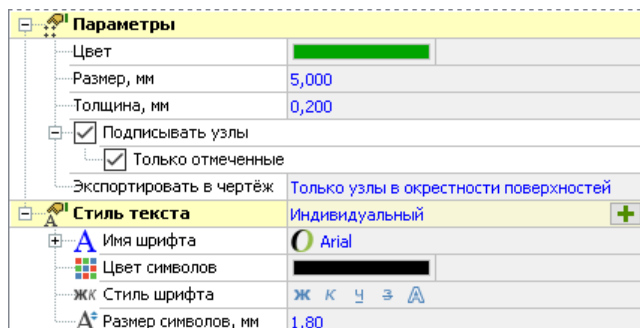 Параметры
Цвет
Размер, мм 5,000
Толщина, мм 0,200
Подписывать узлы
Только отмеченные
Экспортировать в чертёж Только узлы в окрестности поверхностей
Стиль текста Индивидуальный
Имя шрифта Arial
Цвет символов
Стиль шрифта Ж К Ч З А
Размер символов, мм 1.80